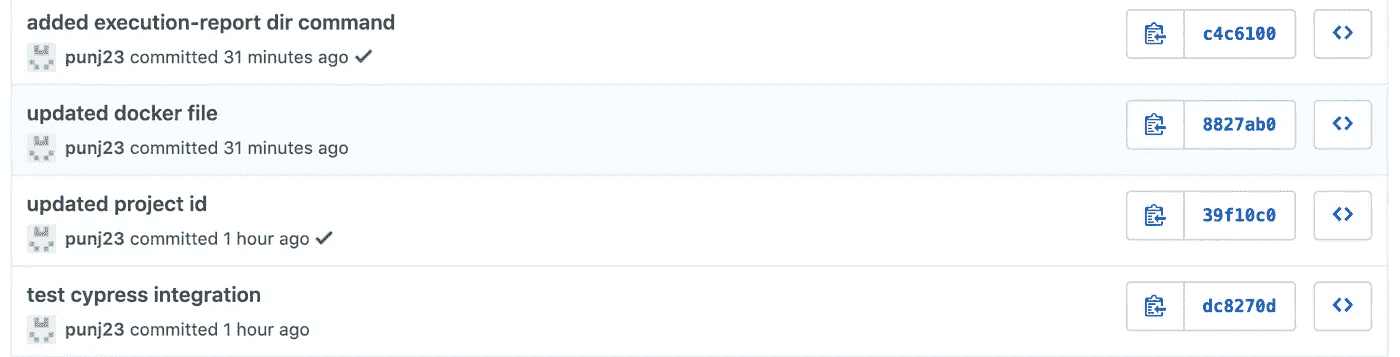 added execution-report dir command
c4c6100
punj23 committed 31 minutes ago
updated docker file
8827ab0
punj23 committed 31 minutes ago
updated project id
39f10c0
punj23 committed 1 hour ago
test cypress integration
dc8270d
punj23 committed 1 hour ago